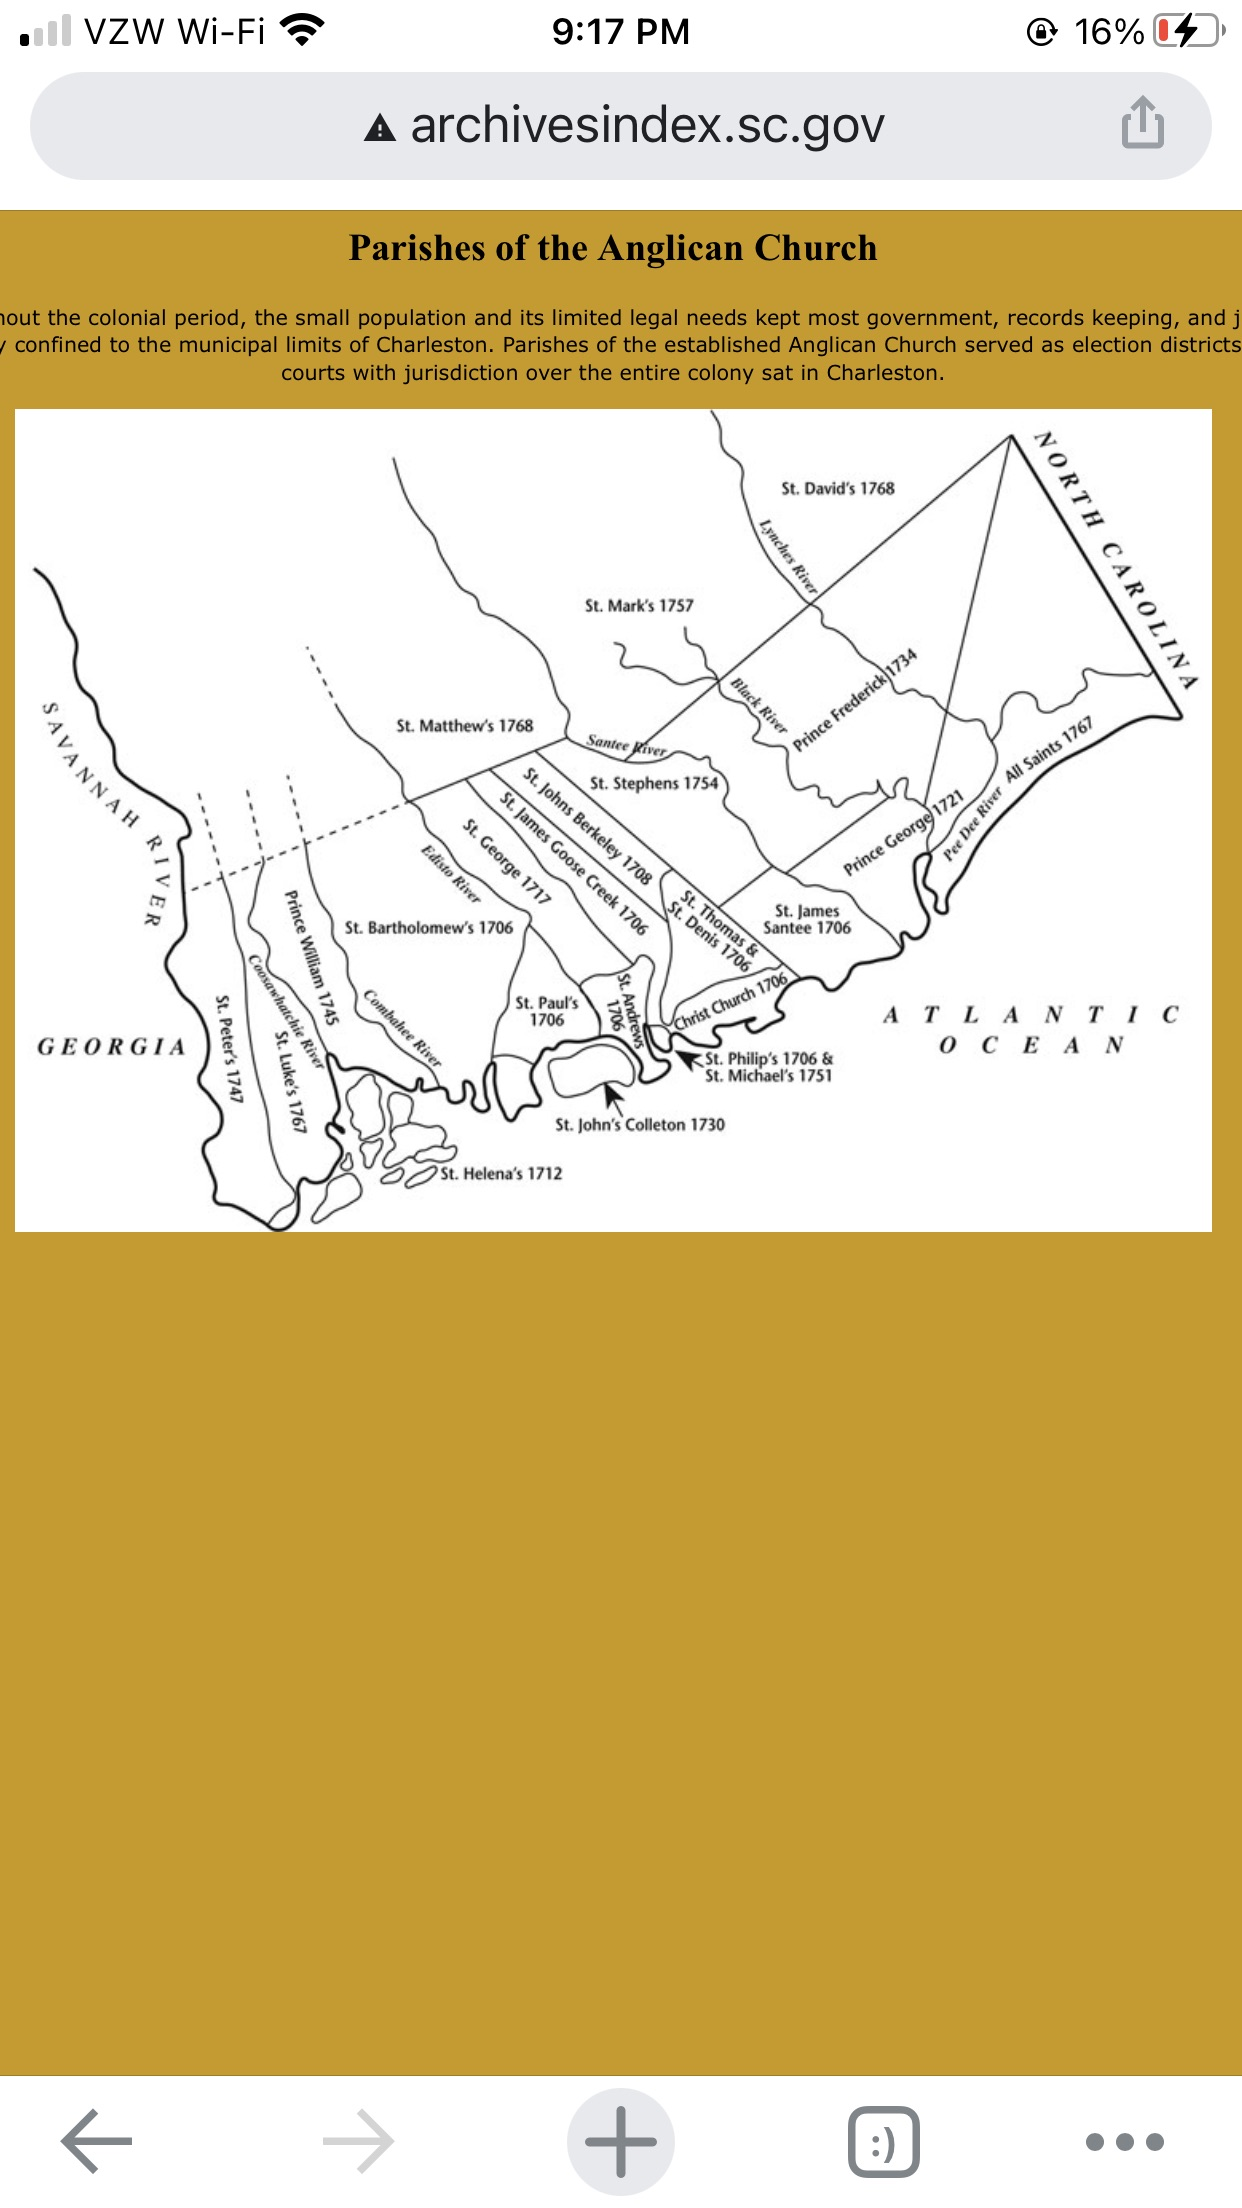 VZW Wi-Fi
9:17 PM
16%
archivesindex.sc.gov
Parishes of the Anglican Church
hout the colonial period, the small population and its limited legal needs kept most government, records keeping, and j
y confined to the municipal limits of Charleston. Parishes of the established Anglican Church served as election districts
courts with jurisdiction over the entire colony sat in Charleston.
NORTH CAROLINA
St. David's 1768
Lynches River
St. Mark's 1757
Prince Frederick 1734
Black River
SAVANNAH RIVER
St. Matthew's 1768
Santee River
All Saints 1767
St. Stephens 1754
St. Johns Berkeley 1708
St. James Goose Creek 1706
Prince George 1721
Pee Dee River
St. George 1717
Edisto River
Prince William 1745
St. Bartholomew's 1706
St. Thomas &
St. Denis 1706
St. James
Santee 1706
Coosawhatchie River
St. Peter's 1747
Combahee River
St. Paul's
1706
St. Andrews
1706
Christ Church 1706
ATLANTIC
OCEAN
GEORGIA
St. Luke's 1767
St. Philip's 1706 &
St. Michael's 1751
St. John's Colleton 1730
St. Helena's 1712
:)